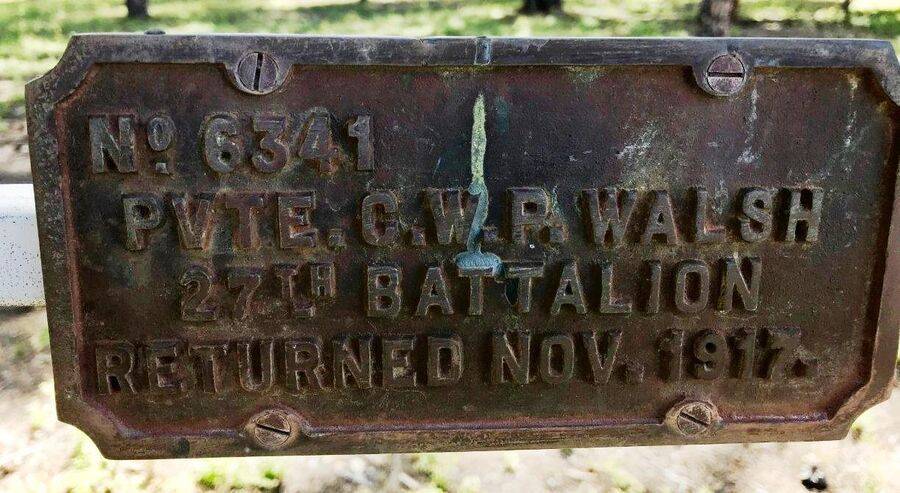 No. 6341
PVTE. C.W.P. WALSH
27TH BATTALION
RETURNED NOV. 1917.